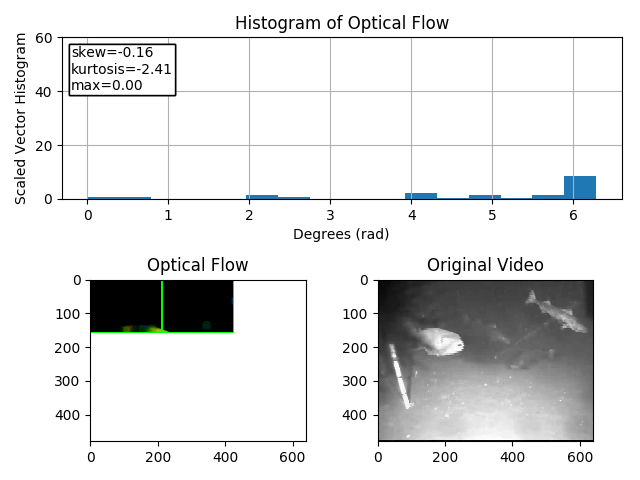 Histogram of Optical Flow
Scaled Vector Histogram
60
40
20
0
skew=-0.16
kurtosis=-2.41
max=0.00
0 1 2 3 4 5 6
Degrees (rad)
Optical Flow
0
100
200
300
400
0 200 400 600
Original Video
0
100
200
300
400
0 200 400 600